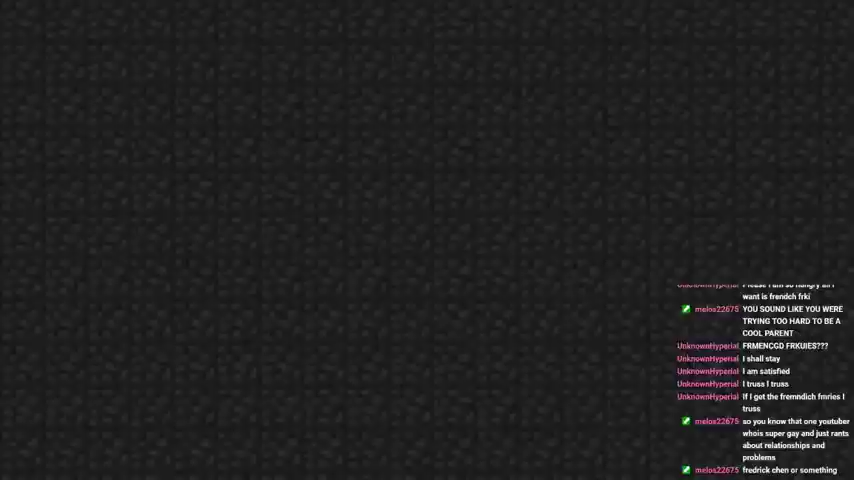 UnknownHyperial Please I am so hungry all I
want is frendch frki
melos22675 YOU SOUND LIKE YOU WERE
TRYING TOO HARD TO BE A
COOL PARENT
UnknownHyperial FRMENCGD FRKUIES???
UnknownHyperial I shall stay
UnknownHyperial I am satisfied
UnknownHyperial I truss I truss
UnknownHyperial If I get the fremndich fmries I
truss
melos22675 so you know that one youtuber
whois super gay and just rants
about relationships and
problems
melos22675 fredrick chen or something